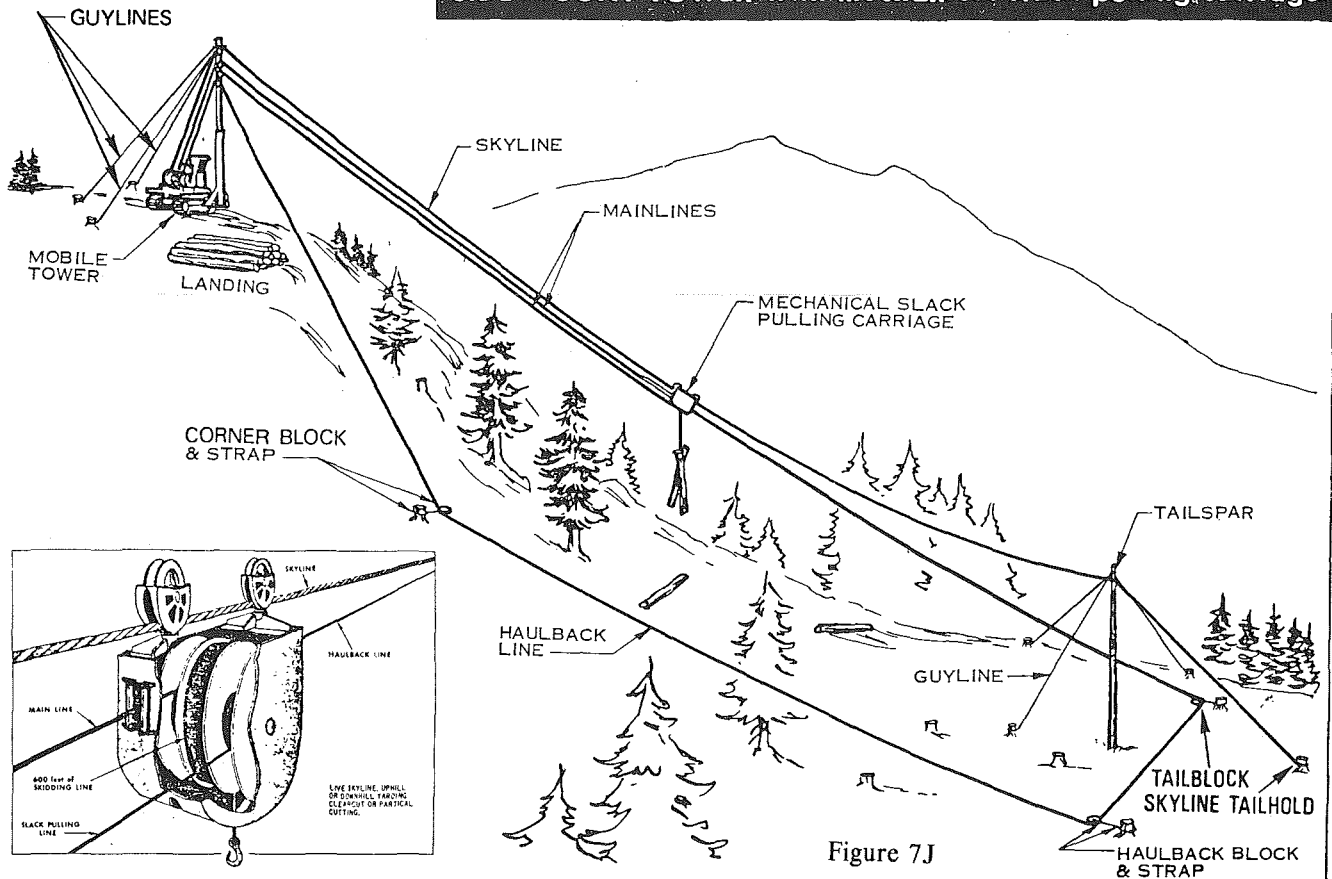 GUYLINES
SKYLINE
MAINLINES
MOBILE
TOWER
LANDING
MECHANICAL SLACK
PULLING CARRIAGE
CORNER BLOCK
& STRAP
TAILSPAR
HAULBACK
LINE
GUYLINE
TAILBLOCK
SKYLINE TAILHOLD
HAULBACK BLOCK
& STRAP
SKYLINE
HAULBACK LINE
MAIN LINE
600 feet of
SKIDDING LINE
SLACK PULLING
LINE
LIVE SKYLINE, UPHILL
OR DOWNHILL YARDING
CLEARCUT OR PARTICAL
CUTTING.
Figure 7J